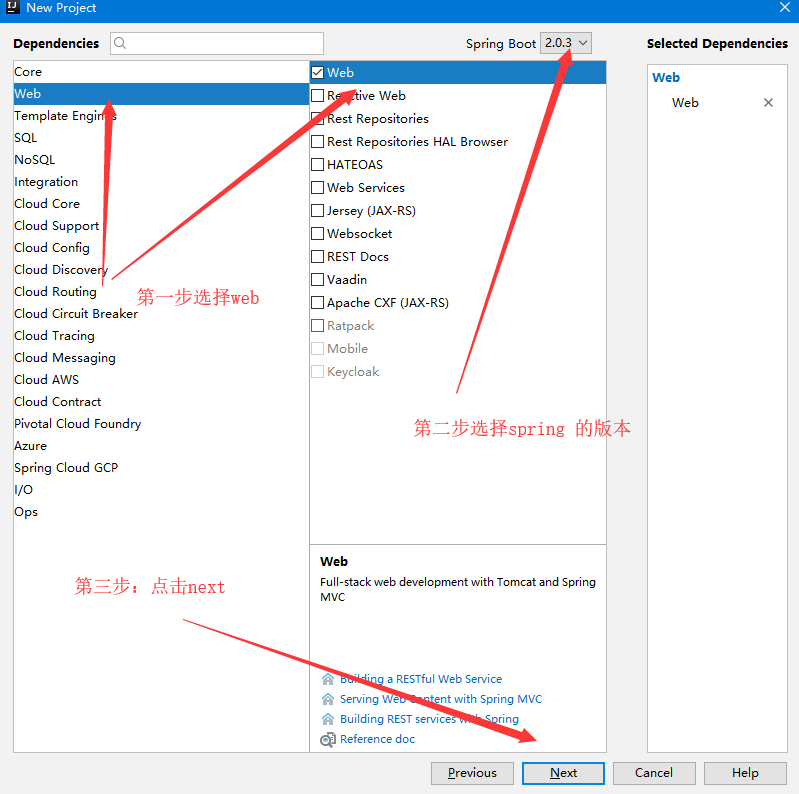 New Project
Dependencies
Spring Boot 2.0.3
Selected Dependencies
Core
Web
Template Engines
SQL
NoSQL
Integration
Cloud Core
Cloud Support
Cloud Config
Cloud Discovery
Cloud Routing
Cloud Circuit Breaker
Cloud Tracing
Cloud Messaging
Cloud AWS
Cloud Contract
Pivotal Cloud Foundry
Azure
Spring Cloud GCP
I/O
Ops
Web
Reactive Web
Rest Repositories
Rest Repositories HAL Browser
HATEOAS
Web Services
Jersey (JAX-RS)
Websocket
REST Docs
Vaadin
Apache CXF (JAX-RS)
Ratpack
Mobile
Keycloak
Web
Web
第一步选择web
第二步选择spring 的版本
第三步：点击next
Web
Full-stack web development with Tomcat and Spring
MVC
Building a RESTful Web Service
Serving Web Content with Spring MVC
Building REST services with Spring
Reference doc
Previous
Next
Cancel
Help